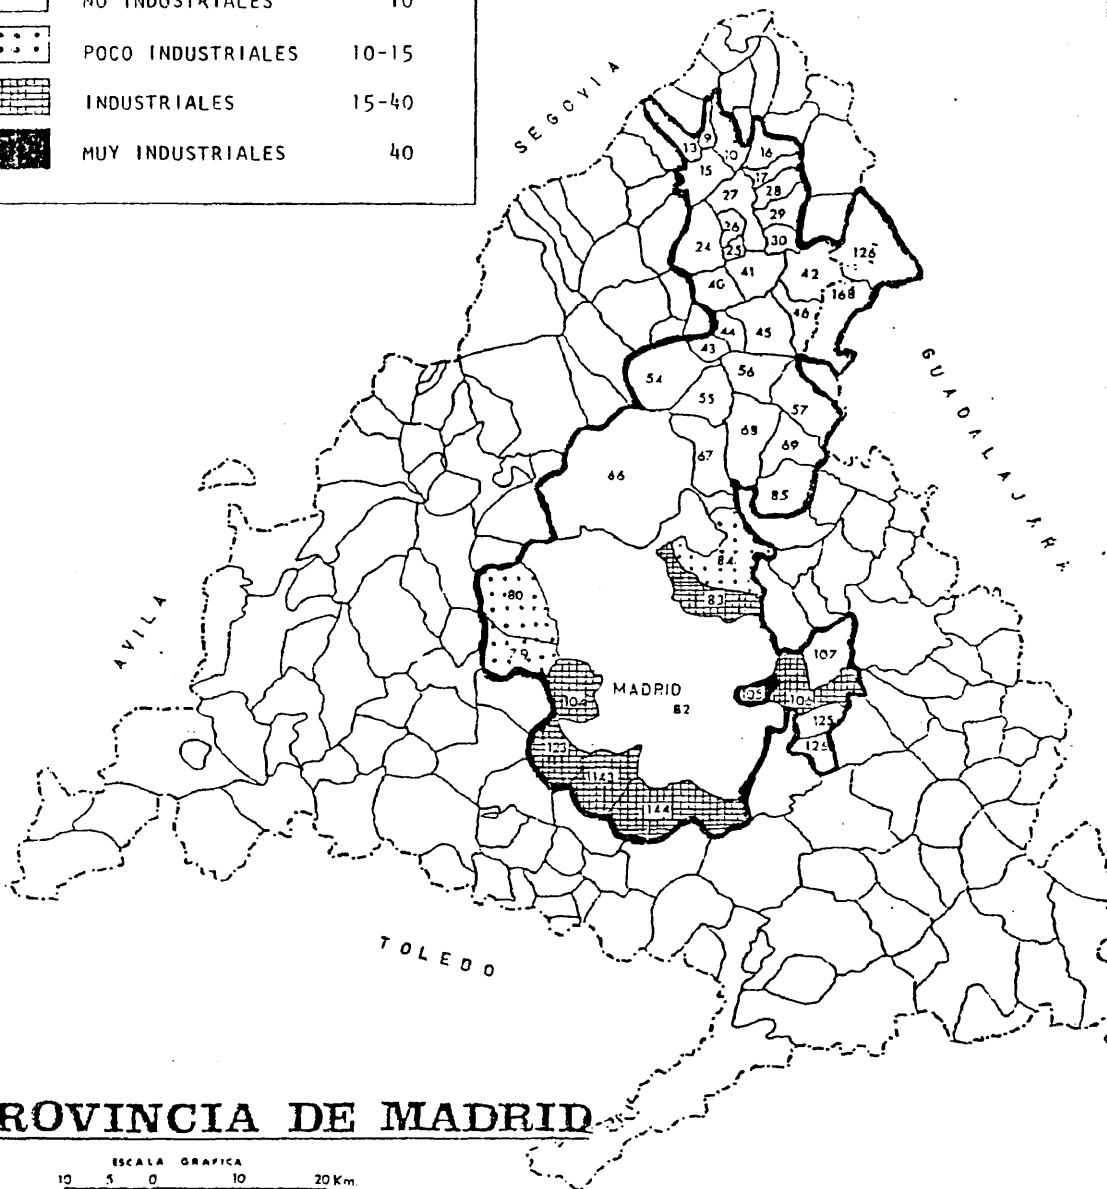 NO INDUSTRIALES 10
POCO INDUSTRIALES 10-15
INDUSTRIALES 15-40
MUY INDUSTRIALES 40
SEGOVIA
GUADALAJARA
AVILA
TOLEDO
13 9 10 16
15 17
27 28
26 29
24 25 30
41 42 126
40 168
46
44 45
43
54 56
55 57
68 69
67
66 85
84
80 83
79 107
104 MADRID 105 106
82
125
123 126
143
144
PROVINCIA DE MADRID
ESCALA GRAFICA
10 5 0 10 20 Km.